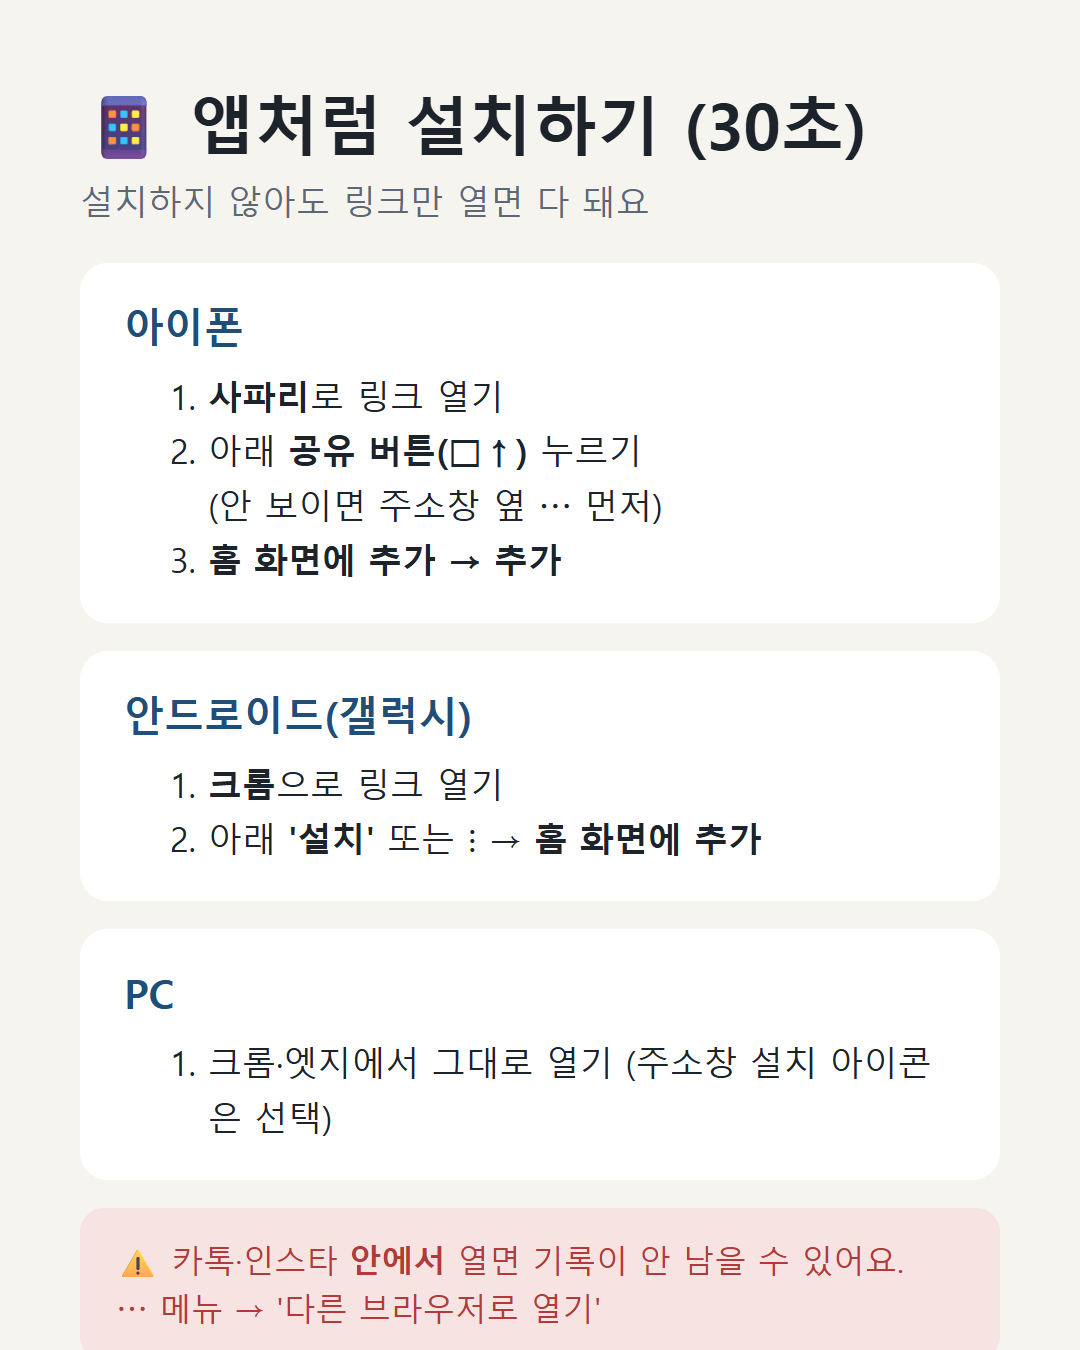 앱처럼 설치하기 (30초)
설치하지 않아도 링크만 열면 다 돼요
아이폰
1. 사파리로 링크 열기
2. 아래 공유 버튼(□↑) 누르기
(안 보이면 주소창 옆 ··· 먼저)
3. 홈 화면에 추가 → 추가
안드로이드(갤럭시)
1. 크롬으로 링크 열기
2. 아래 '설치' 또는 ⋮ → 홈 화면에 추가
PC
1. 크롬·엣지에서 그대로 열기 (주소창 설치 아이콘
은 선택)
⚠️ 카톡·인스타 안에서 열면 기록이 안 남을 수 있어요.
··· 메뉴 → '다른 브라우저로 열기'